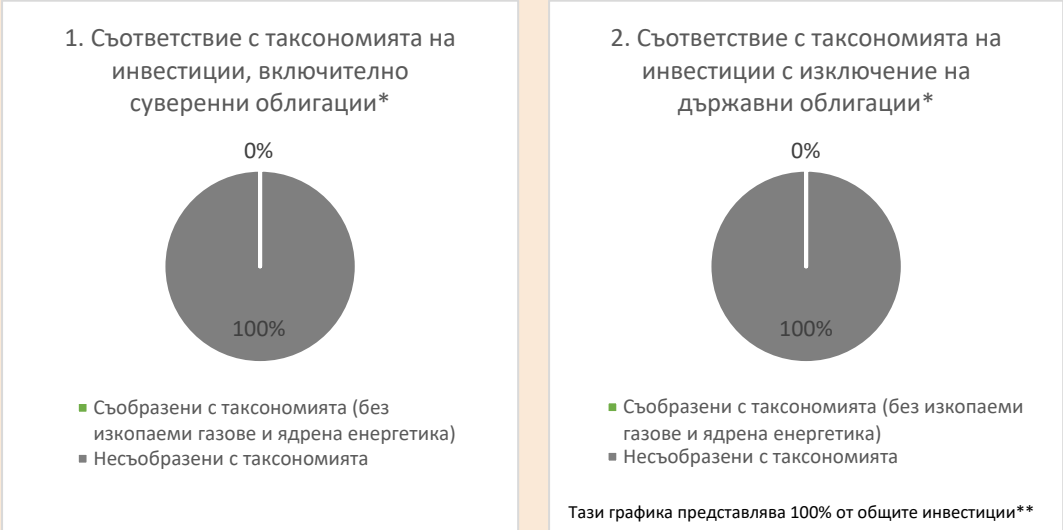 1. Съответствие с таксономията на
инвестиции, включително
суверенни облигации*
0%
100%
Съобразени с таксономията (без
изкопаеми газове и ядрена енергетика)
Несъобразени с таксономията
2. Съответствие с таксономията на
инвестиции с изключение на
държавни облигации*
0%
100%
Съобразени с таксономията (без изкопаеми
газове и ядрена енергетика)
Несъобразени с таксономията
Тази графика представлява 100% от общите инвестиции**